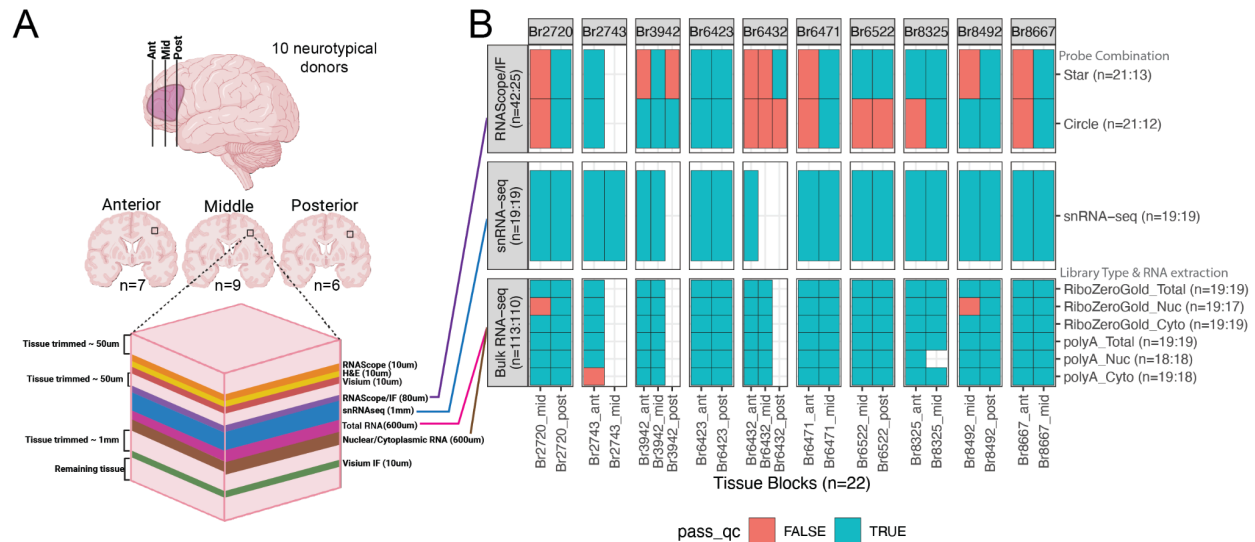 A
Ant
Mid
Post
10 neurotypical
donors
Anterior
Middle
Posterior
n=7
n=9
n=6
Tissue trimmed ~ 50um
Tissue trimmed ~ 50um
Tissue trimmed ~ 1mm
Remaining tissue
RNAScope (10um)
H&E (10um)
Visium (10um)
RNAScope/IF (80um)
snRNAseq (1mm)
Total RNA(600um)
Nuclear/Cytoplasmic RNA (600um)
Visium IF (10um)
B
Br2720
Br2743
Br3942
Br6423
Br6432
Br6471
Br6522
Br8325
Br8492
Br8667
RNAScope/IF
(n=42:25)
Probe Combination
Star (n=21:13)
Circle (n=21:12)
snRNA-seq
(n=19:19)
snRNA-seq (n=19:19)
Bulk RNA-seq
(n=113:110)
Library Type & RNA extraction
RiboZeroGold_Total (n=19:19)
RiboZeroGold_Nuc (n=19:17)
RiboZeroGold_Cyto (n=19:19)
polyA_Total (n=19:19)
polyA_Nuc (n=18:18)
polyA_Cyto (n=19:18)
Br2720_mid
Br2720_post
Br2743_ant
Br2743_mid
Br3942_ant
Br3942_mid
Br3942_post
Br6423_ant
Br6423_post
Br6432_ant
Br6432_mid
Br6432_post
Br6471_ant
Br6471_mid
Br6522_mid
Br6522_post
Br8325_ant
Br8325_mid
Br8492_mid
Br8492_post
Br8667_ant
Br8667_mid
Tissue Blocks (n=22)
pass_qc
FALSE
TRUE